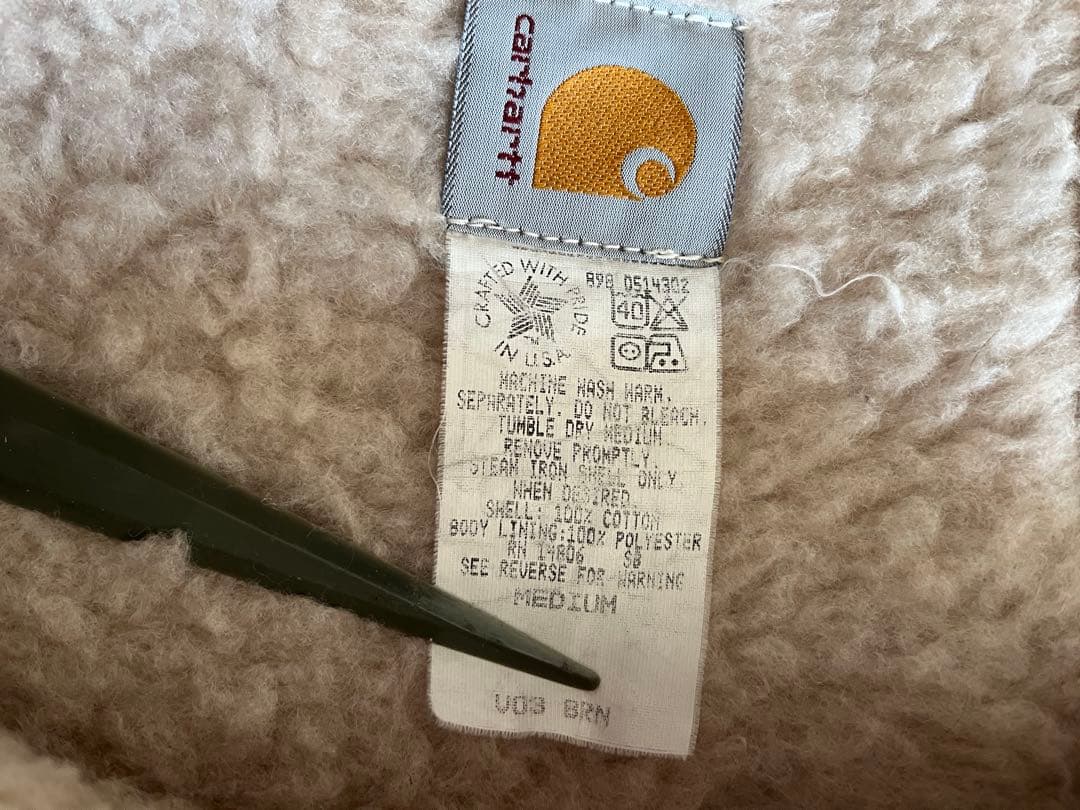 carhartt
CRAFTED WITH PRIDE
IN U.S.A.
898 0514302
40
MACHINE WASH WARM,
SEPARATELY. DO NOT BLEACH.
TUMBLE DRY MEDIUM
REMOVE PROMPTLY.
STEAM IRON SHELL ONLY
WHEN DESIRED.
SHELL: 100% COTTON
BODY LINING:100% POLYESTER
RN 14806 SB
SEE REVERSE FOR WARNING
MEDIUM
V09 BRN